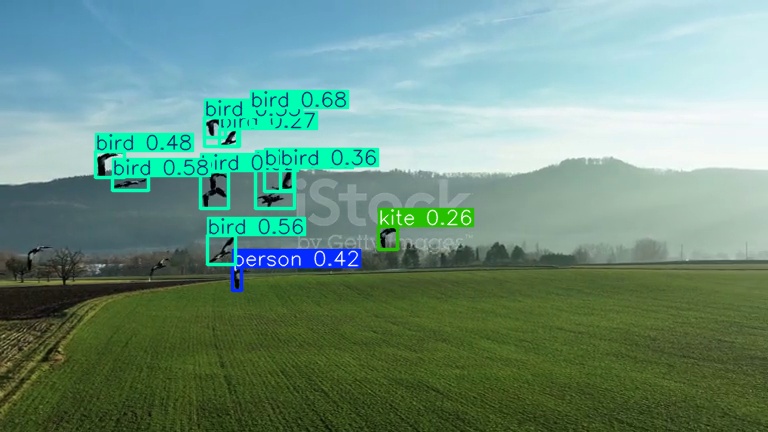 bird 0.68
bird
bird 0.27
bird 0.48
bird 0.58
bird 0.36
iStock
kite 0.26
bird 0.56
by Getty Images
person 0.42